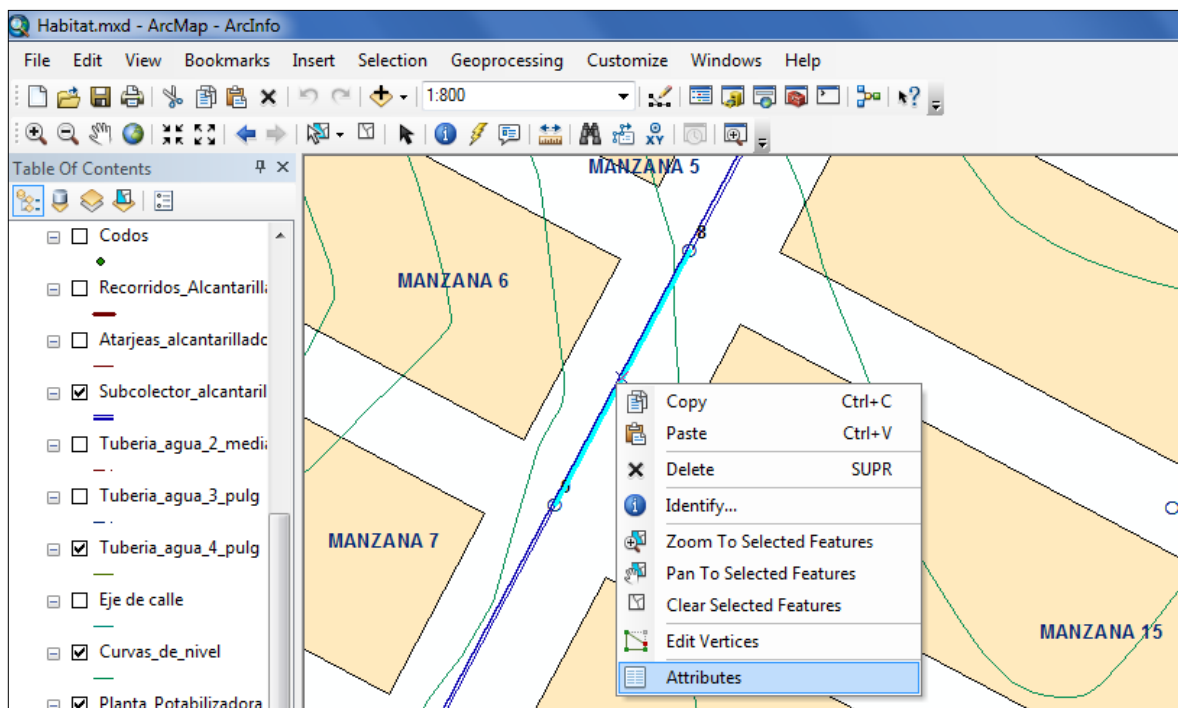 Habitat.mxd - ArcMap - ArcInfo
File Edit View Bookmarks Insert Selection Geoprocessing Customize Windows Help
1:800
Table Of Contents
Codos
Recorridos_Alcantarill
Atarjeas_alcantarillado
Subcolector_alcantaril
Tuberia_agua_2_media
Tuberia_agua_3_pulg
Tuberia_agua_4_pulg
Eje de calle
Curvas_de_nivel
Planta_Potabilizadora
MANZANA 5
8
MANZANA 6
MANZANA 7
MANZANA 15
Copy Ctrl+C
Paste Ctrl+V
Delete SUPR
Identify...
Zoom To Selected Features
Pan To Selected Features
Clear Selected Features
Edit Vertices
Attributes